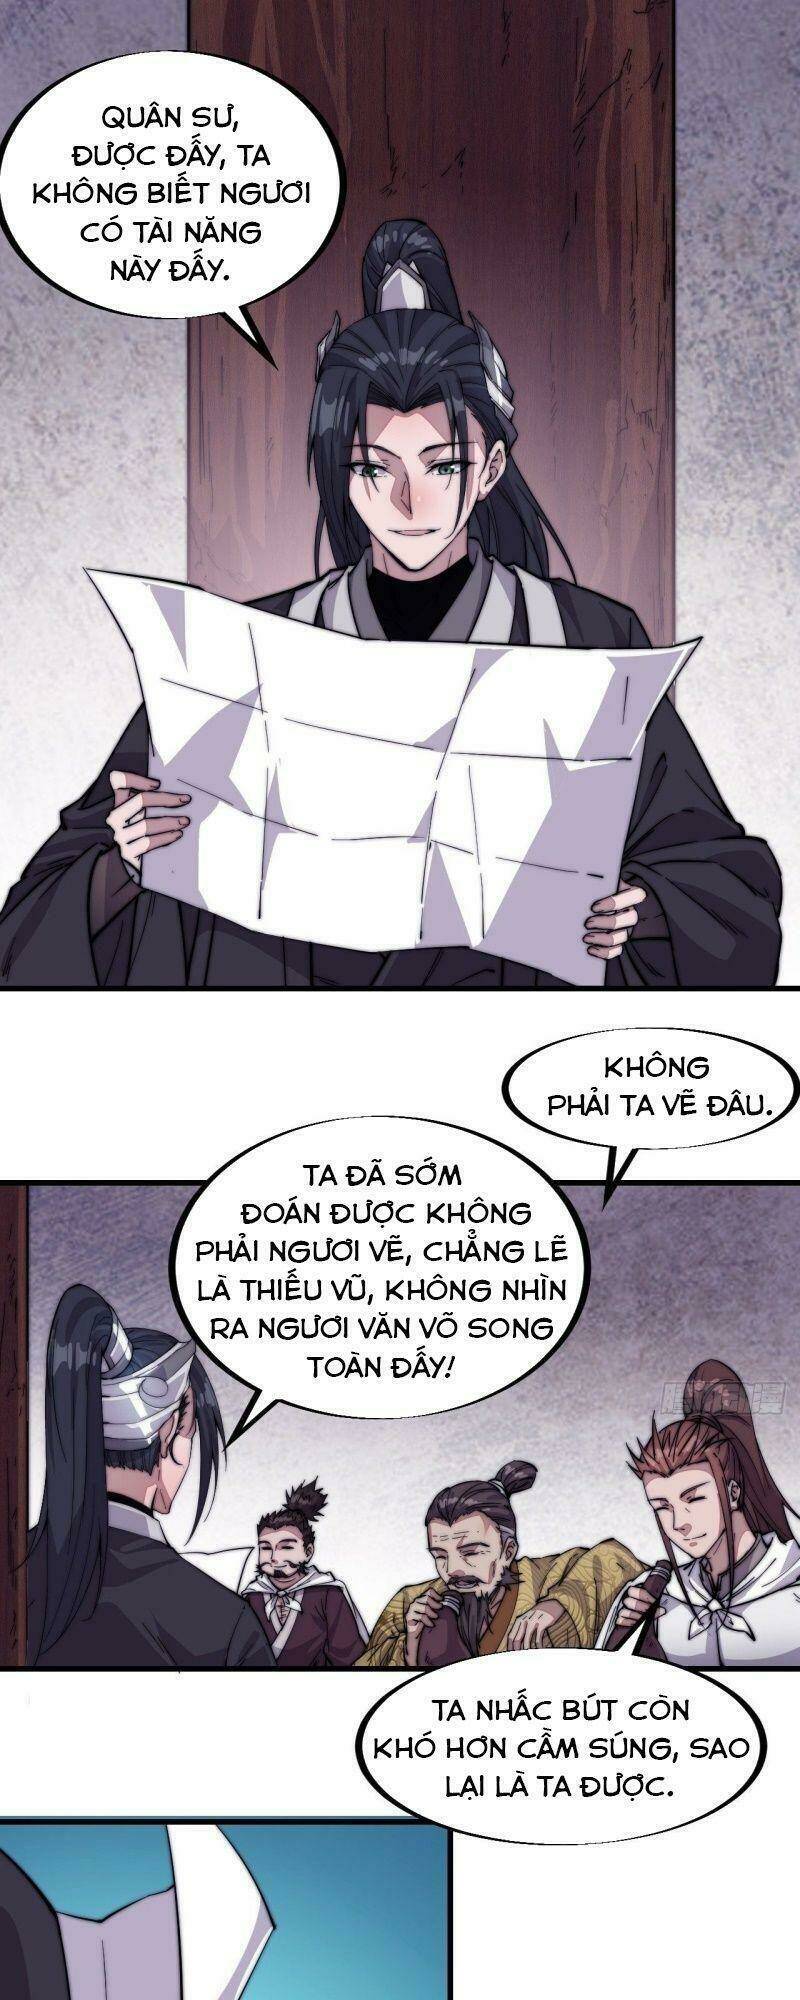 QUÂN SƯ,
ĐƯỢC ĐẤY, TA
KHÔNG BIẾT NGƯƠI
CÓ TÀI NĂNG
NÀY ĐẤY.
KHÔNG
PHẢI TA VẼ ĐÂU.
TA ĐÃ SỚM
ĐOÁN ĐƯỢC KHÔNG
PHẢI NGƯƠI VẼ, CHẲNG LẼ
LÀ THIẾU VŨ, KHÔNG NHÌN
RA NGƯƠI VĂN VÕ SONG
TOÀN ĐẤY!
TA NHẤC BÚT CÒN
KHÓ HƠN CẦM SÚNG, SAO
LẠI LÀ TA ĐƯỢC.